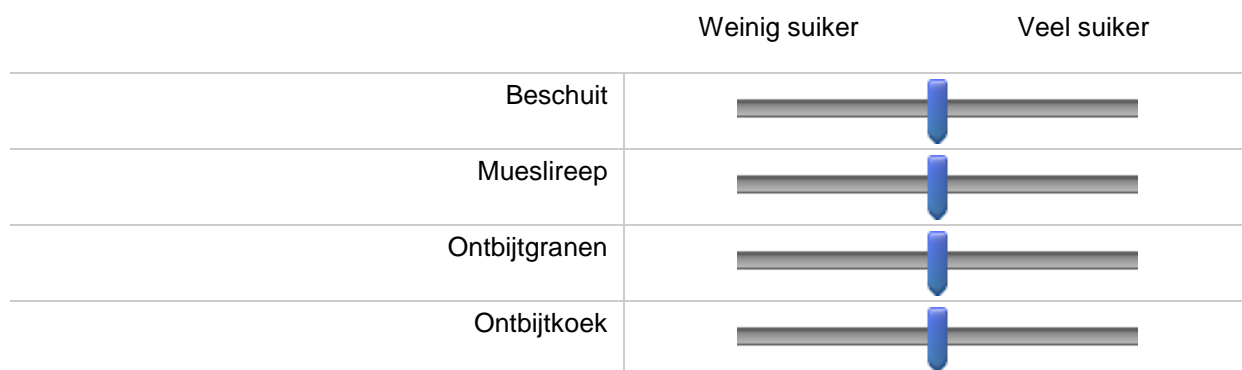 Weinig suiker Veel suiker
Beschuit
Mueslireep
Ontbijtgranen
Ontbijtkoek